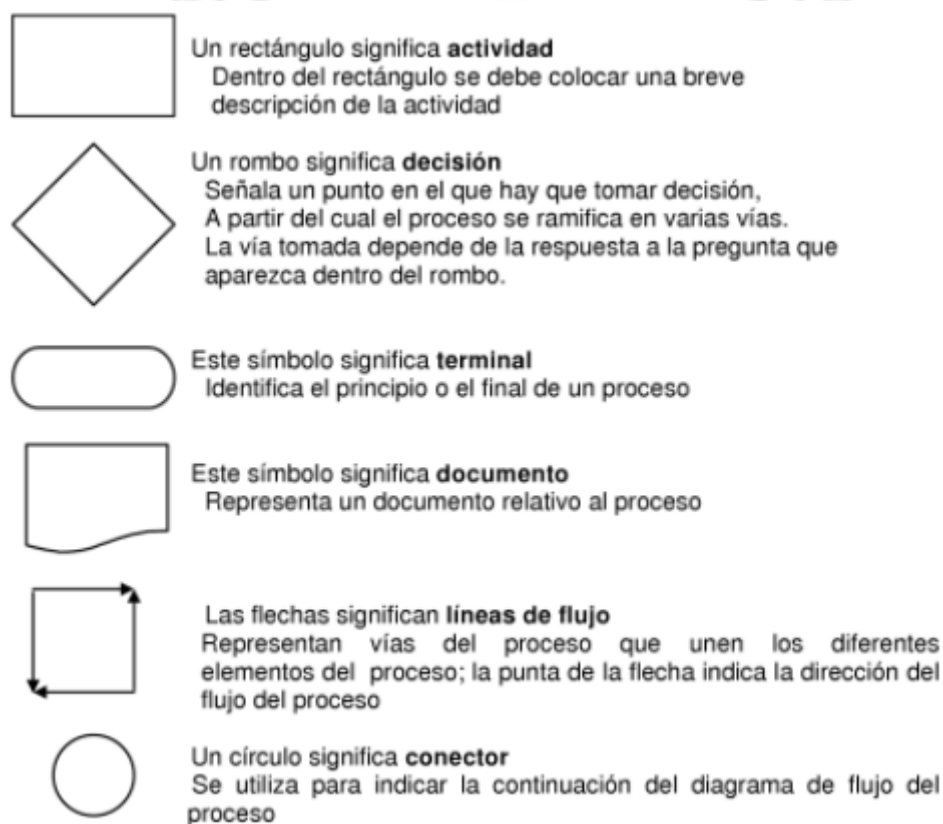 Un rectángulo significa actividad
Dentro del rectángulo se debe colocar una breve
descripción de la actividad
Un rombo significa decisión
Señala un punto en el que hay que tomar decisión,
A partir del cual el proceso se ramifica en varias vías.
La vía tomada depende de la respuesta a la pregunta que
aparezca dentro del rombo.
Este símbolo significa terminal
Identifica el principio o el final de un proceso
Este símbolo significa documento
Representa un documento relativo al proceso
Las flechas significan líneas de flujo
Representan vías del proceso que unen los diferentes
elementos del proceso; la punta de la flecha indica la dirección del
flujo del proceso
Un círculo significa conector
Se utiliza para indicar la continuación del diagrama de flujo del
proceso